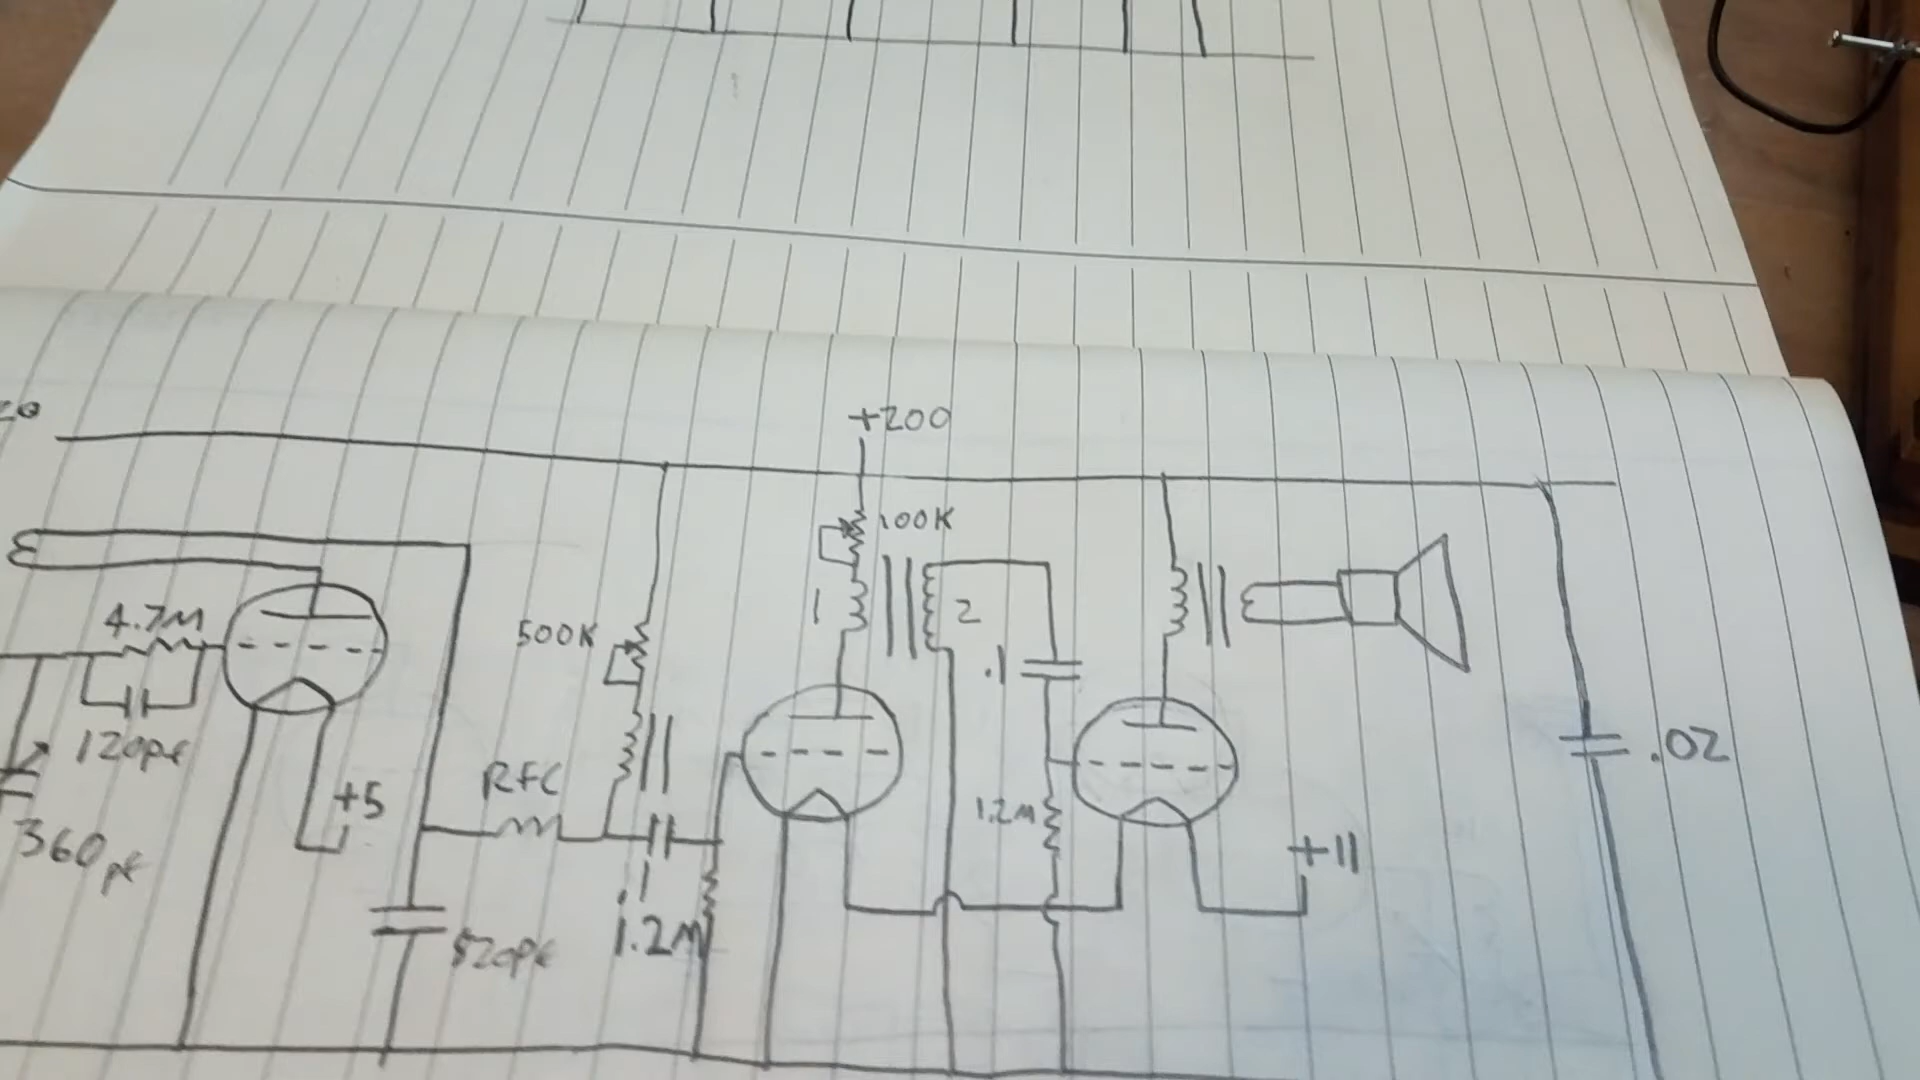 +200
100K
4.7M
500K
1
2
.1
120pf
.02
RFC
+5
1.2M
360pf
+11
.1
1.2M
520pf